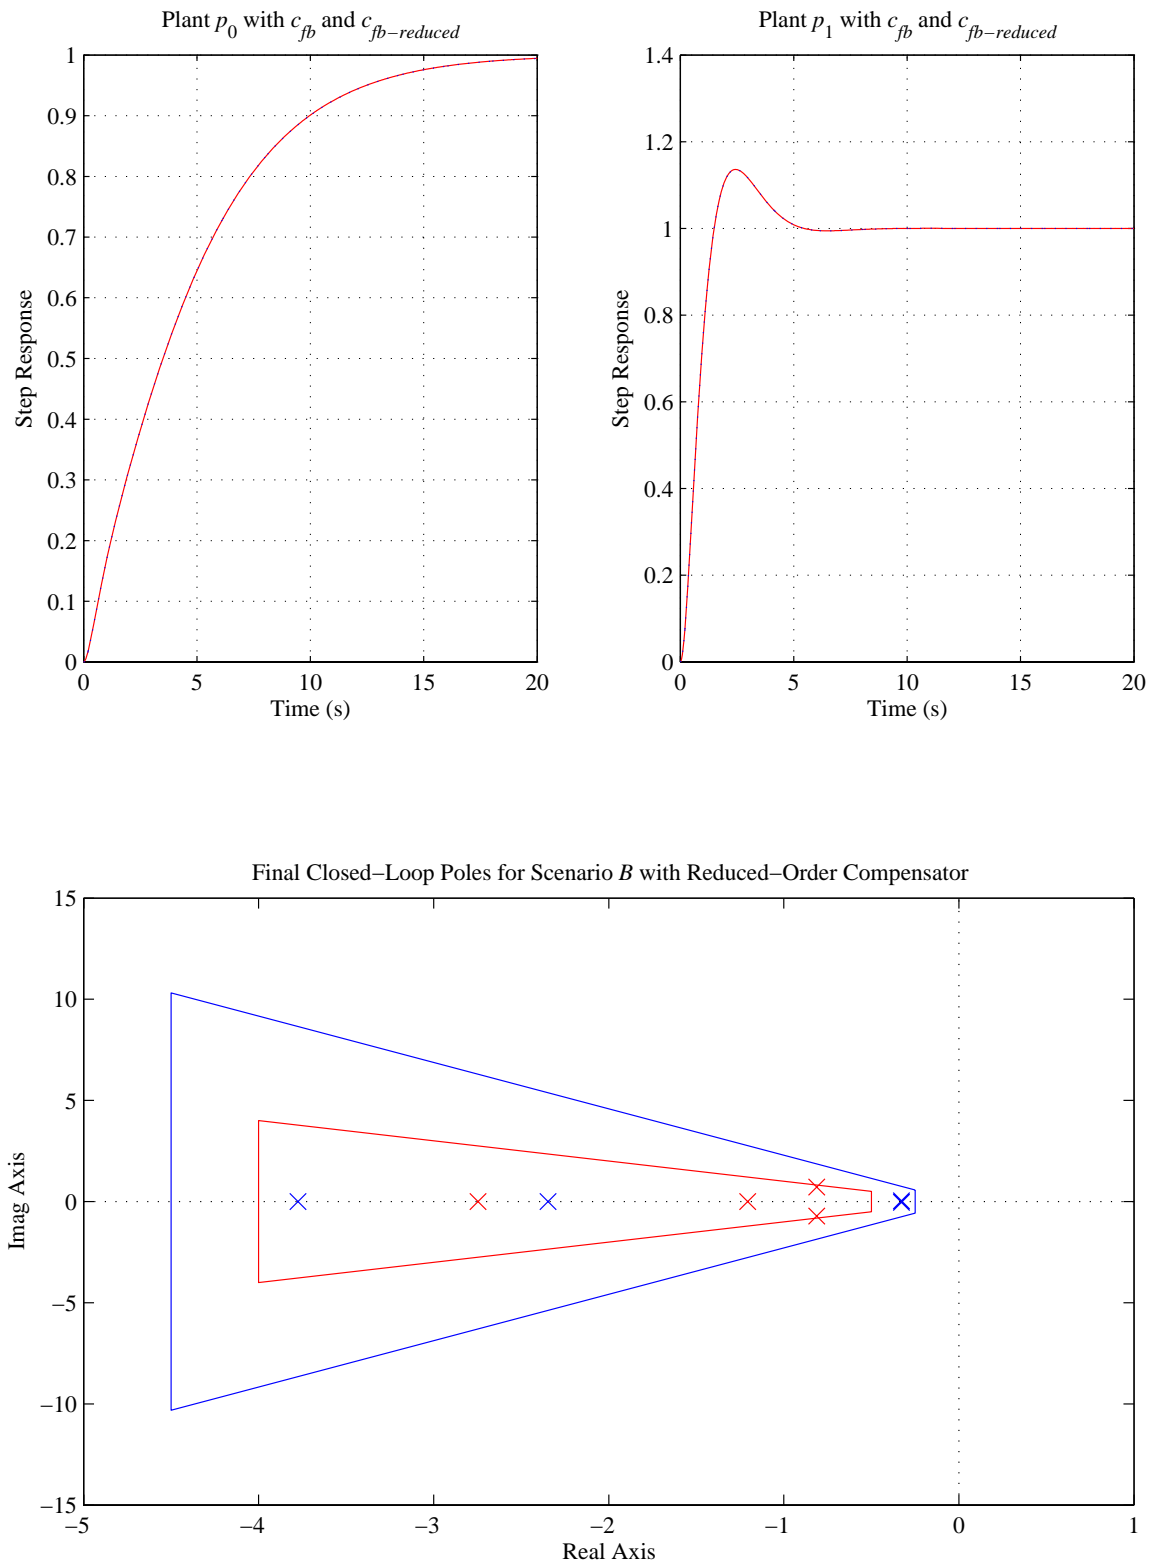 Plant p0 with cfb and cfb−reduced
1
0.9
0.8
0.7
0.6
0.5
0.4
0.3
0.2
0.1
0
Step Response
0 5 10 15 20
Time (s)
Plant p1 with cfb and cfb−reduced
1.4
1.2
1
0.8
0.6
0.4
0.2
0
Step Response
0 5 10 15 20
Time (s)
Final Closed−Loop Poles for Scenario B with Reduced−Order Compensator
15
10
5
0
−5
−10
−15
Imag Axis
−5 −4 −3 −2 −1 0 1
Real Axis